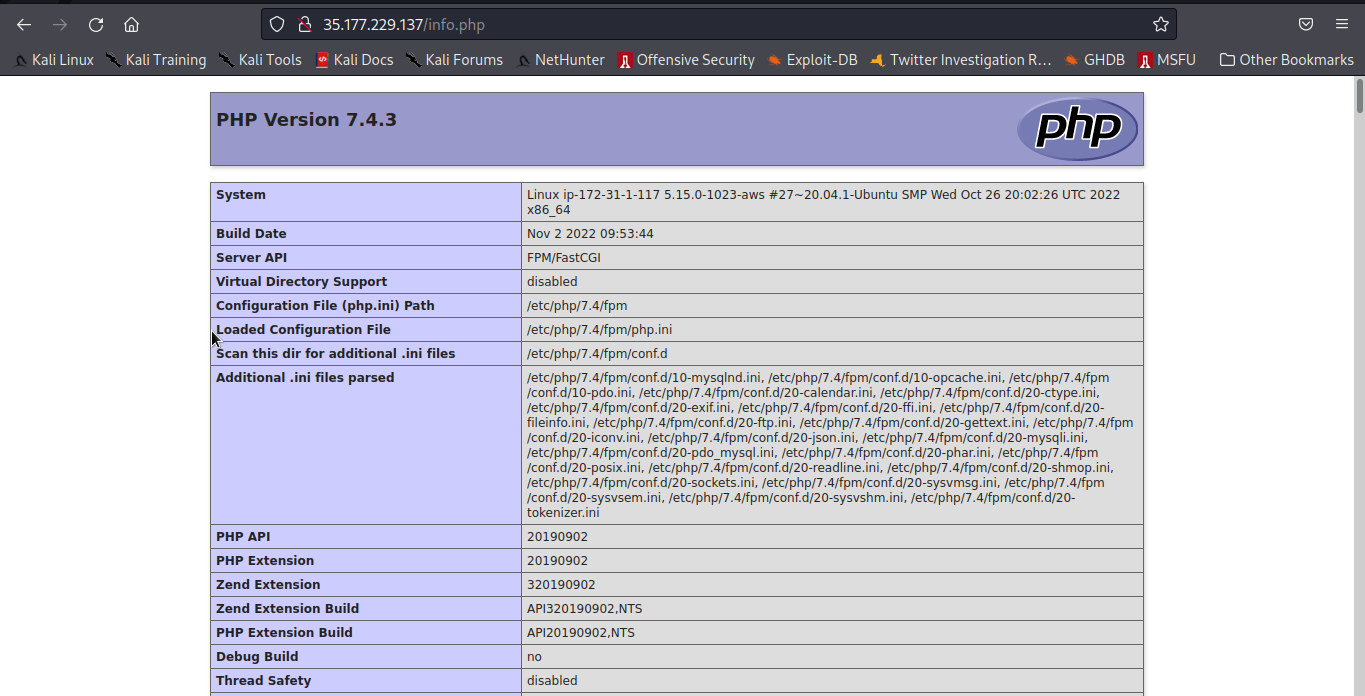 35.177.229.137/info.php
Kali Linux Kali Training Kali Tools Kali Docs Kali Forums NetHunter Offensive Security Exploit-DB Twitter Investigation R... GHDB MSFU Other Bookmarks
PHP Version 7.4.3
php
System Linux ip-172-31-1-117 5.15.0-1023-aws #27~20.04.1-Ubuntu SMP Wed Oct 26 20:02:26 UTC 2022
x86_64
Build Date Nov 2 2022 09:53:44
Server API FPM/FastCGI
Virtual Directory Support disabled
Configuration File (php.ini) Path /etc/php/7.4/fpm
Loaded Configuration File /etc/php/7.4/fpm/php.ini
Scan this dir for additional .ini files /etc/php/7.4/fpm/conf.d
Additional .ini files parsed /etc/php/7.4/fpm/conf.d/10-mysqlnd.ini, /etc/php/7.4/fpm/conf.d/10-opcache.ini, /etc/php/7.4/fpm
/conf.d/10-pdo.ini, /etc/php/7.4/fpm/conf.d/20-calendar.ini, /etc/php/7.4/fpm/conf.d/20-ctype.ini,
/etc/php/7.4/fpm/conf.d/20-exif.ini, /etc/php/7.4/fpm/conf.d/20-ffi.ini, /etc/php/7.4/fpm/conf.d/20-
fileinfo.ini, /etc/php/7.4/fpm/conf.d/20-ftp.ini, /etc/php/7.4/fpm/conf.d/20-gettext.ini, /etc/php/7.4/fpm
/conf.d/20-iconv.ini, /etc/php/7.4/fpm/conf.d/20-json.ini, /etc/php/7.4/fpm/conf.d/20-mysqli.ini,
/etc/php/7.4/fpm/conf.d/20-pdo_mysql.ini, /etc/php/7.4/fpm/conf.d/20-phar.ini, /etc/php/7.4/fpm
/conf.d/20-posix.ini, /etc/php/7.4/fpm/conf.d/20-readline.ini, /etc/php/7.4/fpm/conf.d/20-shmop.ini,
/etc/php/7.4/fpm/conf.d/20-sockets.ini, /etc/php/7.4/fpm/conf.d/20-sysvmsg.ini, /etc/php/7.4/fpm
/conf.d/20-sysvsem.ini, /etc/php/7.4/fpm/conf.d/20-sysvshm.ini, /etc/php/7.4/fpm/conf.d/20-
tokenizer.ini
PHP API 20190902
PHP Extension 20190902
Zend Extension 320190902
Zend Extension Build API320190902,NTS
PHP Extension Build API20190902,NTS
Debug Build no
Thread Safety disabled